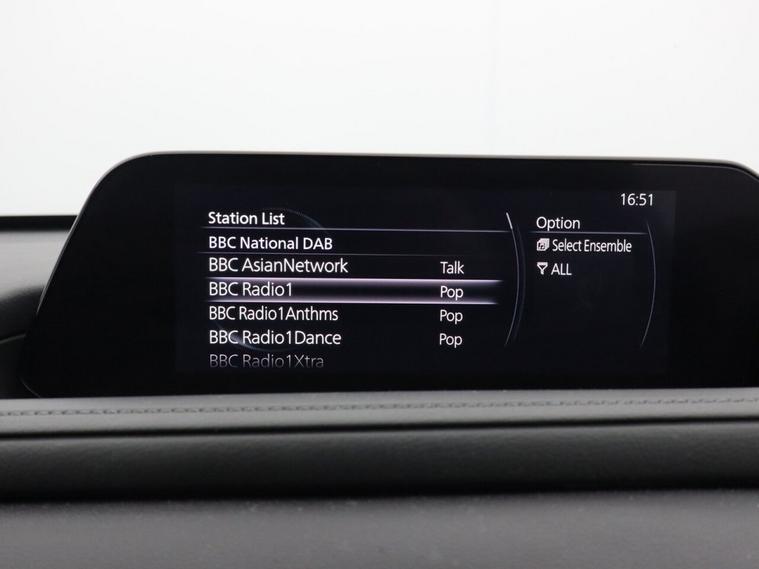 16:51
Station List
Option
BBC National DAB
Select Ensemble
BBC AsianNetwork Talk
ALL
BBC Radio1 Pop
BBC Radio1Anthms Pop
BBC Radio1Dance Pop
BBC Radio1Xtra